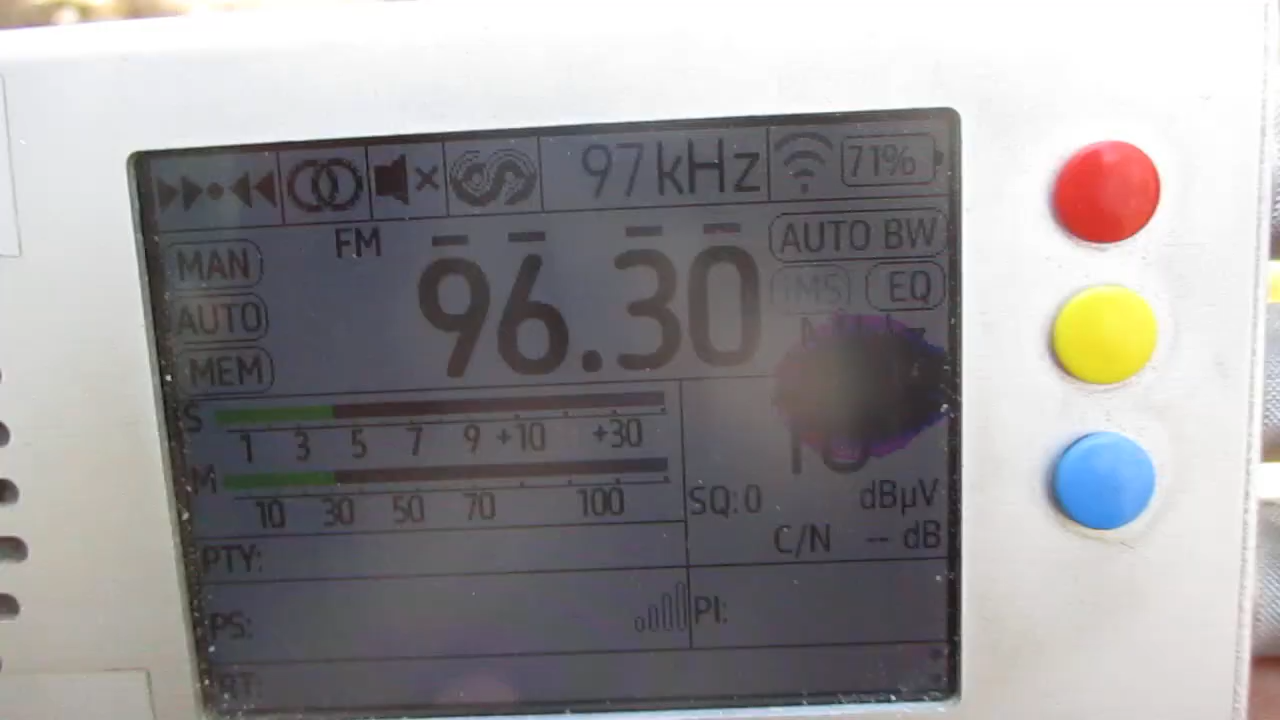 97 kHz 71%
FM AUTO BW
MAN 96.30 iMS EQ
AUTO
MEM
S
1 3 5 7 9 +10 +30
M
10 30 50 70 100
SQ:0 dBµV
C/N -- dB
PTY:
PS: PI:
RT: